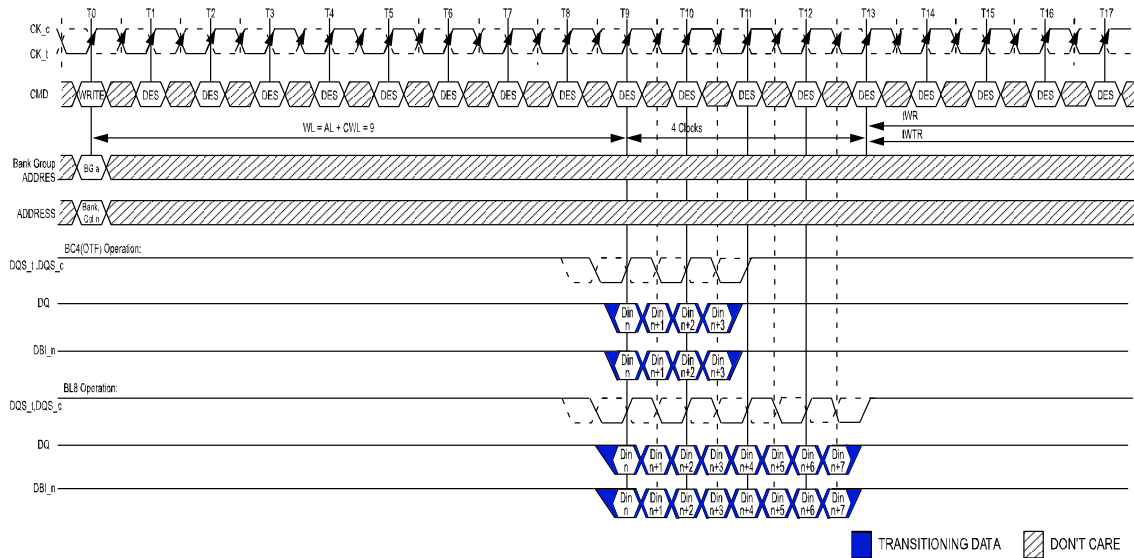 T0 T1 T2 T3 T4 T5 T6 T7 T8 T9 T10 T11 T12 T13 T14 T15 T16 T17
CK_c
CK_t
CMD WRITE DES DES DES DES DES DES DES DES DES DES DES DES DES DES DES DES DES
tWR
WL = AL + CWL = 9 4 Clocks
tWTR
Bank Group
ADDRES
BG a
ADDRESS
Bank,
Col n
BC4(OTF) Operation:
DQS_t,DQS_c
DQ
Din n Din n+1 Din n+2 Din n+3
DBI_n
Din n Din n+1 Din n+2 Din n+3
BL8 Operation:
DQS_t,DQS_c
DQ
Din n Din n+1 Din n+2 Din n+3 Din n+4 Din n+5 Din n+6 Din n+7
DBI_n
Din n Din n+1 Din n+2 Din n+3 Din n+4 Din n+5 Din n+6 Din n+7
TRANSITIONING DATA DON'T CARE